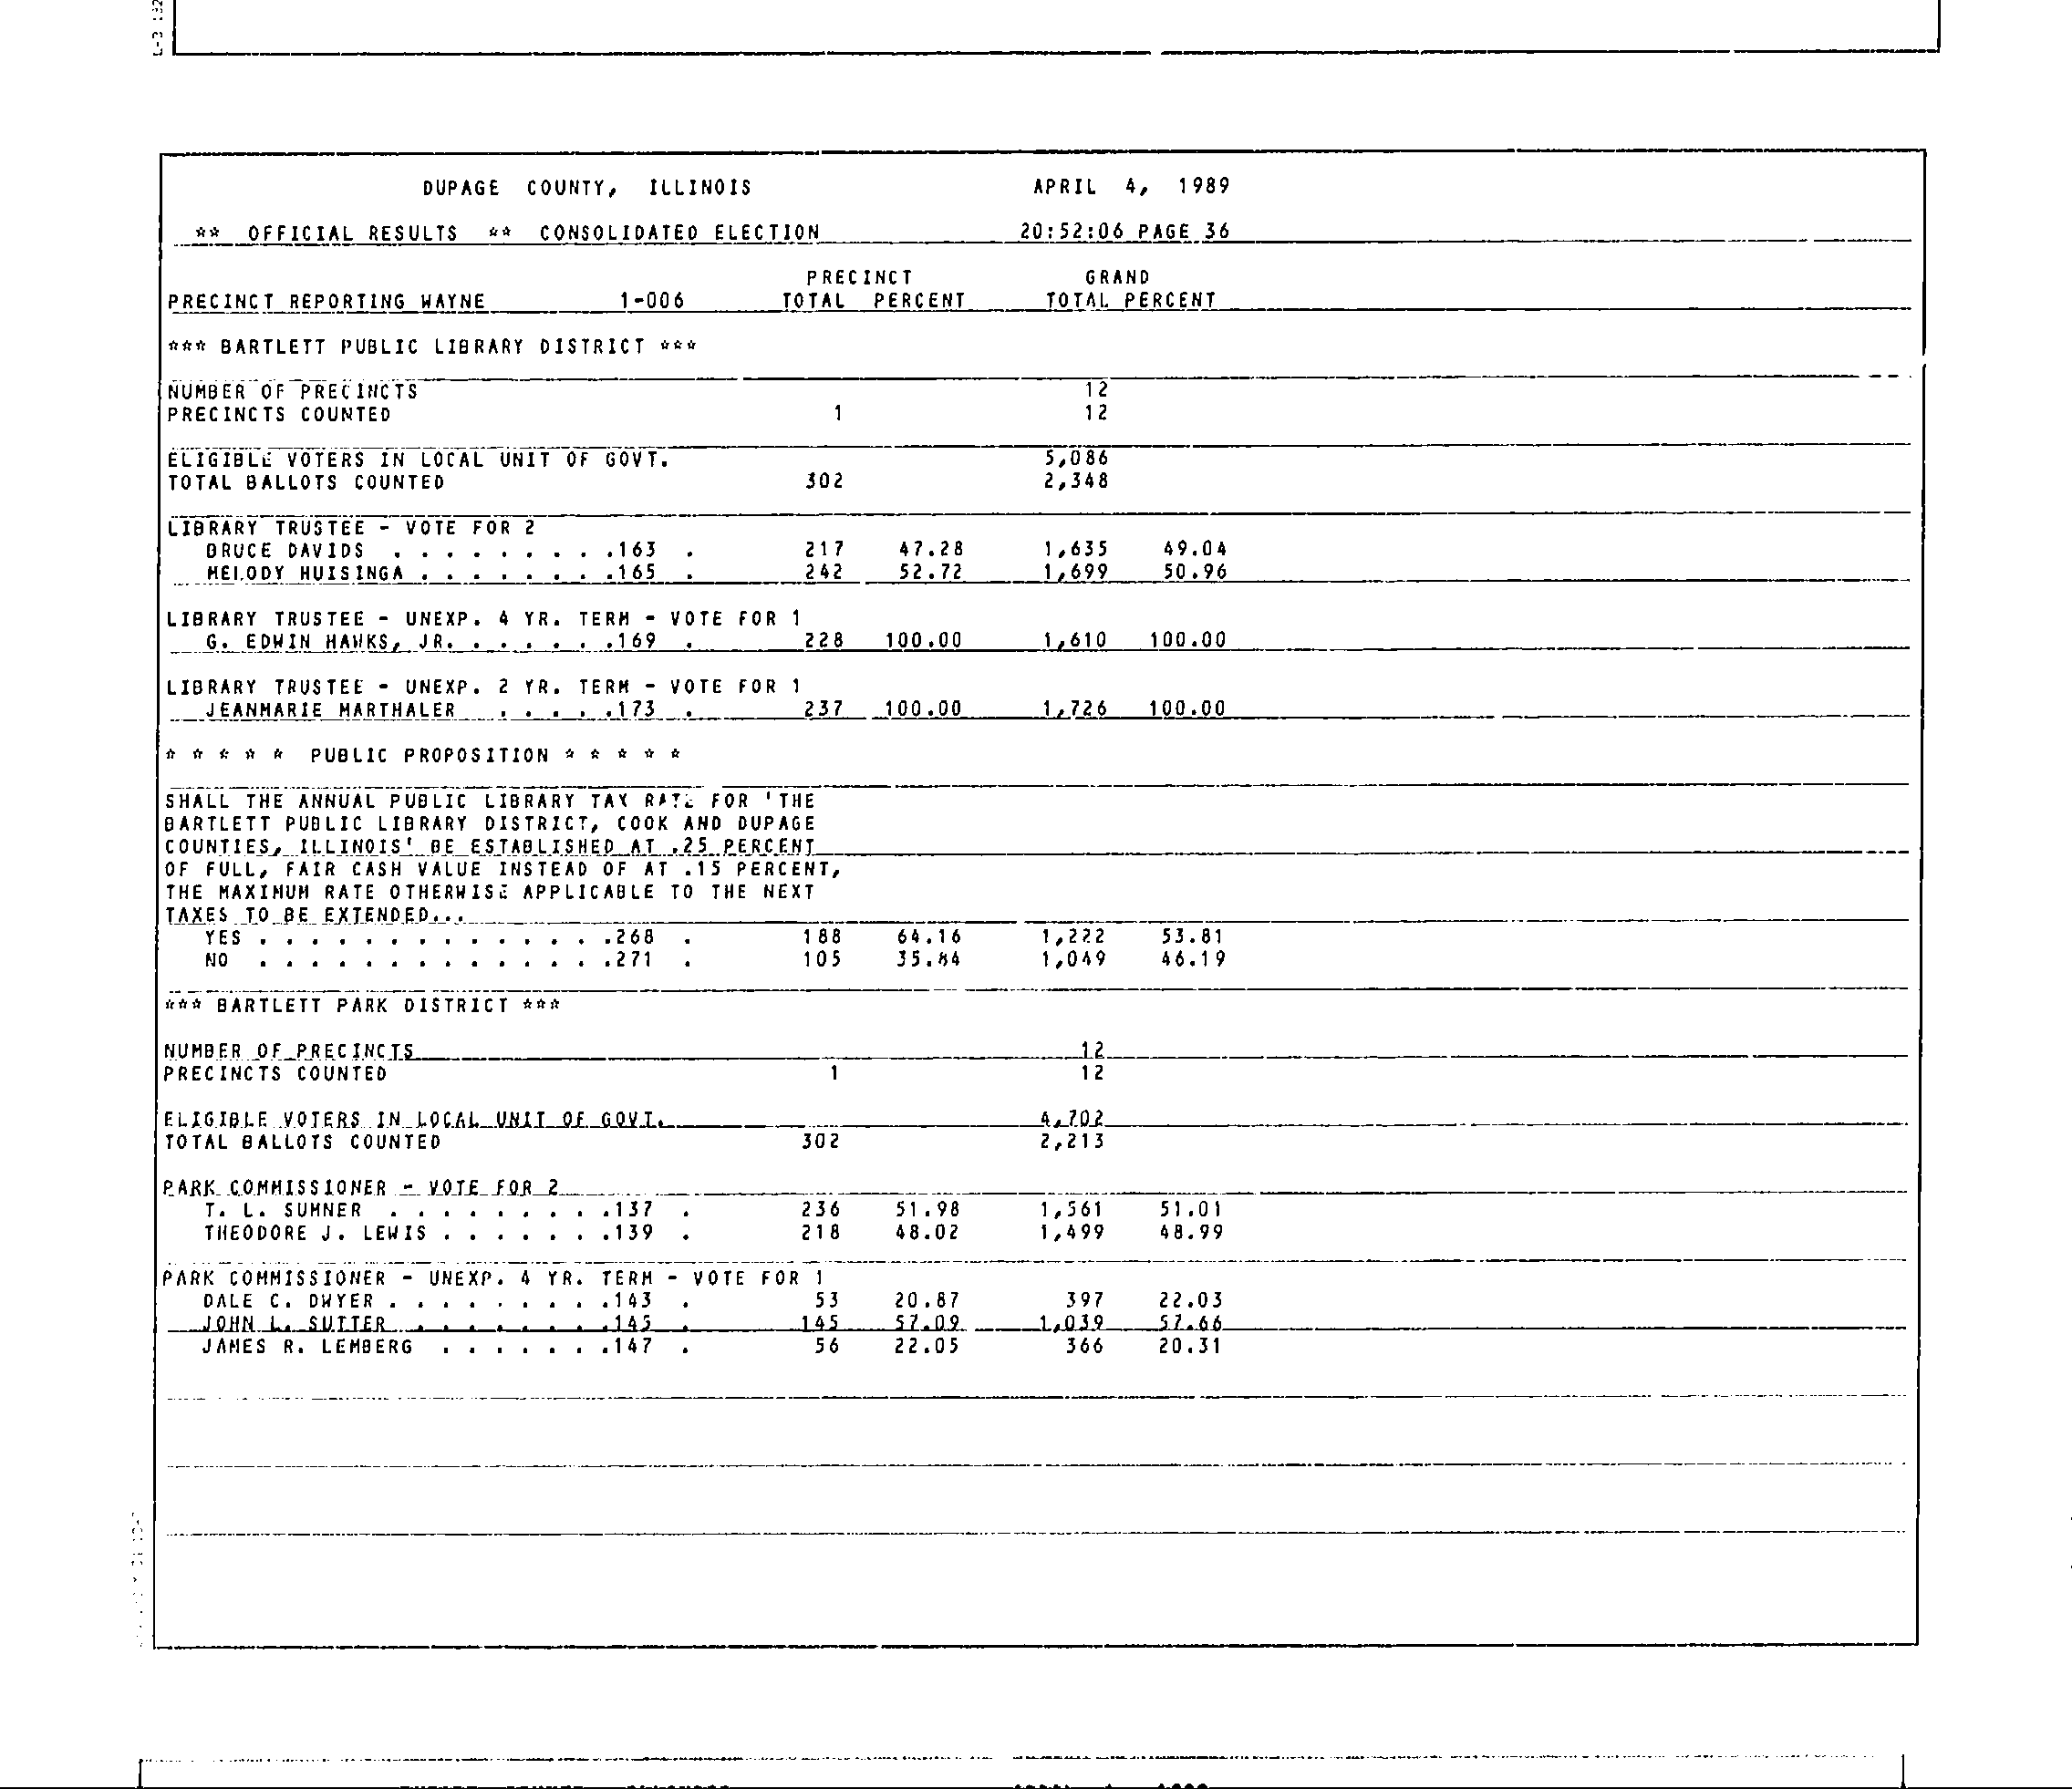 DUPAGE COUNTY, ILLINOIS APRIL 4, 1989
** OFFICIAL RESULTS ** CONSOLIDATED ELECTION 20:52:06 PAGE 36
PRECINCT GRAND
PRECINCT REPORTING WAYNE 1-006 TOTAL PERCENT TOTAL PERCENT
*** BARTLETT PUBLIC LIBRARY DISTRICT ***
NUMBER OF PRECINCTS 12
PRECINCTS COUNTED 1 12
ELIGIBLE VOTERS IN LOCAL UNIT OF GOVT. 5,086
TOTAL BALLOTS COUNTED 302 2,348
LIBRARY TRUSTEE - VOTE FOR 2
BRUCE DAVIDS . . . . . . . . .163 . 217 47.28 1,635 49.04
MELODY HUISINGA . . . . . . . .165 . 242 52.72 1,699 50.96
LIBRARY TRUSTEE - UNEXP. 4 YR. TERM - VOTE FOR 1
G. EDWIN HAWKS, JR. . . . . . .169 . 228 100.00 1,610 100.00
LIBRARY TRUSTEE - UNEXP. 2 YR. TERM - VOTE FOR 1
JEANMARIE MARTHALER . . . . .173 . 237 100.00 1,726 100.00
* * * * * PUBLIC PROPOSITION * * * * *
SHALL THE ANNUAL PUBLIC LIBRARY TAX RATE FOR 'THE
BARTLETT PUBLIC LIBRARY DISTRICT, COOK AND DUPAGE
COUNTIES, ILLINOIS' BE ESTABLISHED AT .25 PERCENT
OF FULL, FAIR CASH VALUE INSTEAD OF AT .15 PERCENT,
THE MAXIMUM RATE OTHERWISE APPLICABLE TO THE NEXT
TAXES TO BE EXTENDED...
YES . . . . . . . . . . . . . .268 . 188 64.16 1,222 53.81
NO . . . . . . . . . . . . . .271 . 105 35.84 1,049 46.19
*** BARTLETT PARK DISTRICT ***
NUMBER OF PRECINCTS 12
PRECINCTS COUNTED 1 12
ELIGIBLE VOTERS IN LOCAL UNIT OF GOVT. 4,702
TOTAL BALLOTS COUNTED 302 2,213
PARK COMMISSIONER - VOTE FOR 2
T. L. SUMNER . . . . . . . . .137 . 236 51.98 1,561 51.01
THEODORE J. LEWIS . . . . . . .139 . 218 48.02 1,499 48.99
PARK COMMISSIONER - UNEXP. 4 YR. TERM - VOTE FOR 1
DALE C. DWYER . . . . . . . . .143 . 53 20.87 397 22.03
JOHN L. SUTTER . . . . . . . .145 . 145 57.09 1,039 57.66
JAMES R. LEMBERG . . . . . . .147 . 56 22.05 366 20.31